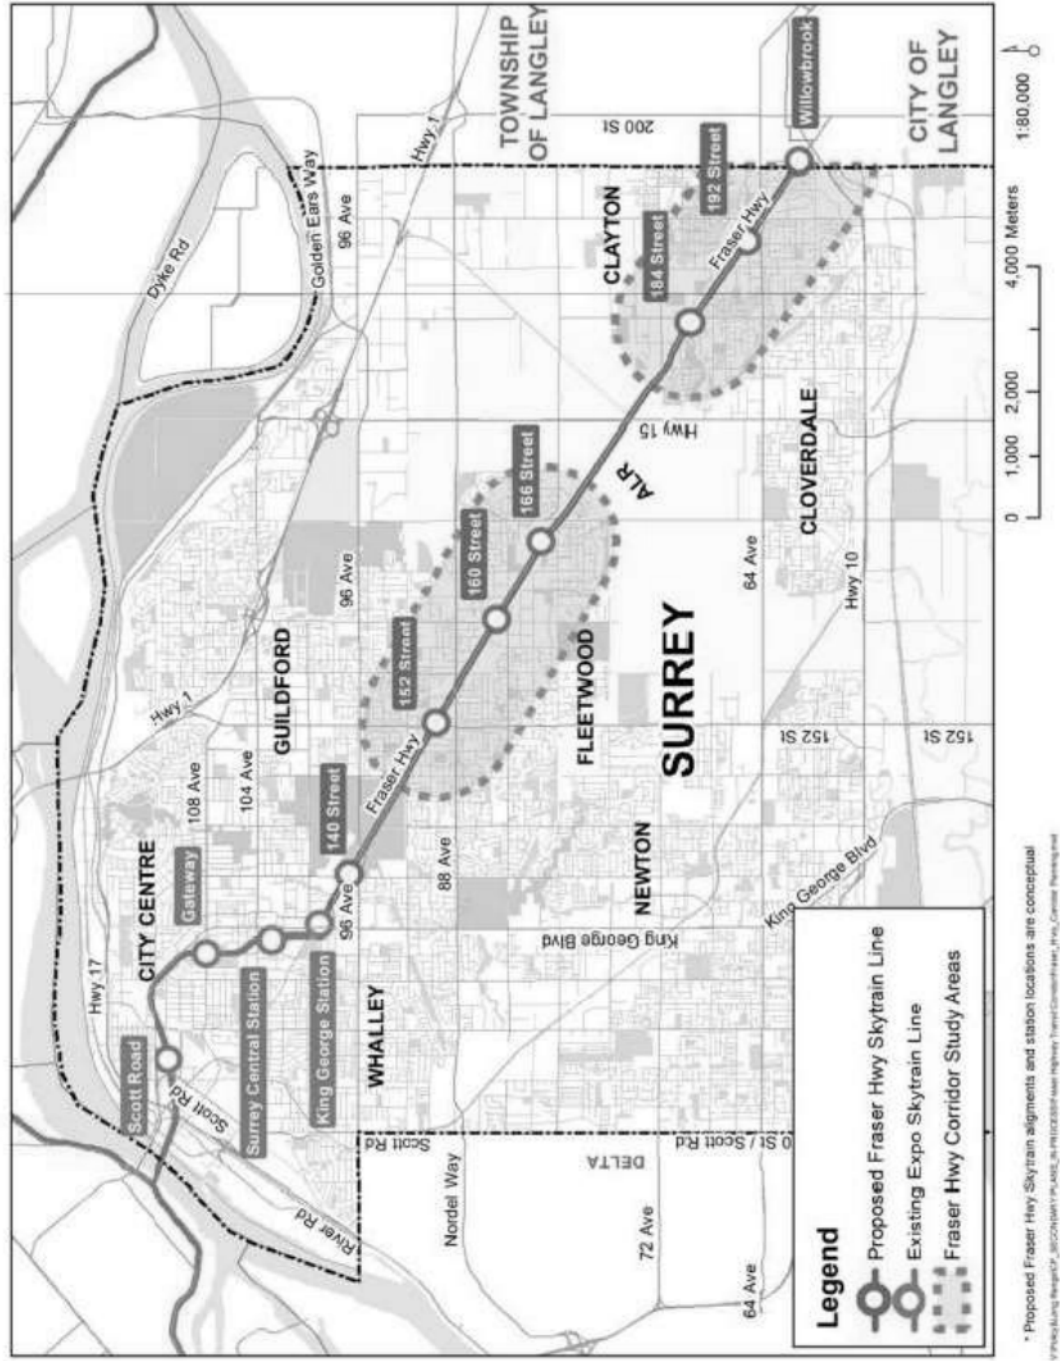 Dyke Rd
Golden Ears Way
Hwy 1
96 Ave
TOWNSHIP
OF LANGLEY
200 St
Willowbrook
CITY OF
LANGLEY
192 Street
184 Street
CLAYTON
Fraser Hwy
Hwy 15
166 Street
ALR
CLOVERDALE
160 Street
96 Ave
64 Ave
Hwy 10
152 Street
GUILDFORD
FLEETWOOD
SURREY
Hwy 1
152 St
152 St
108 Ave
104 Ave
140 Street
Fraser Hwy
CITY CENTRE
Gateway
88 Ave
96 Ave
NEWTON
King George Blvd
King George Blvd
Hwy 17
Surrey Central Station
King George Station
WHALLEY
Scott Road
Scott Rd
Scott Rd
0 St / Scott Rd
DELTA
River Rd
Nordel Way
72 Ave
64 Ave
Legend
Proposed Fraser Hwy Skytrain Line
Existing Expo Skytrain Line
Fraser Hwy Corridor Study Areas
0 1,000 2,000 4,000 Meters
1:80,000
* Proposed Fraser Hwy Skytrain aligments and station locations are conceptual